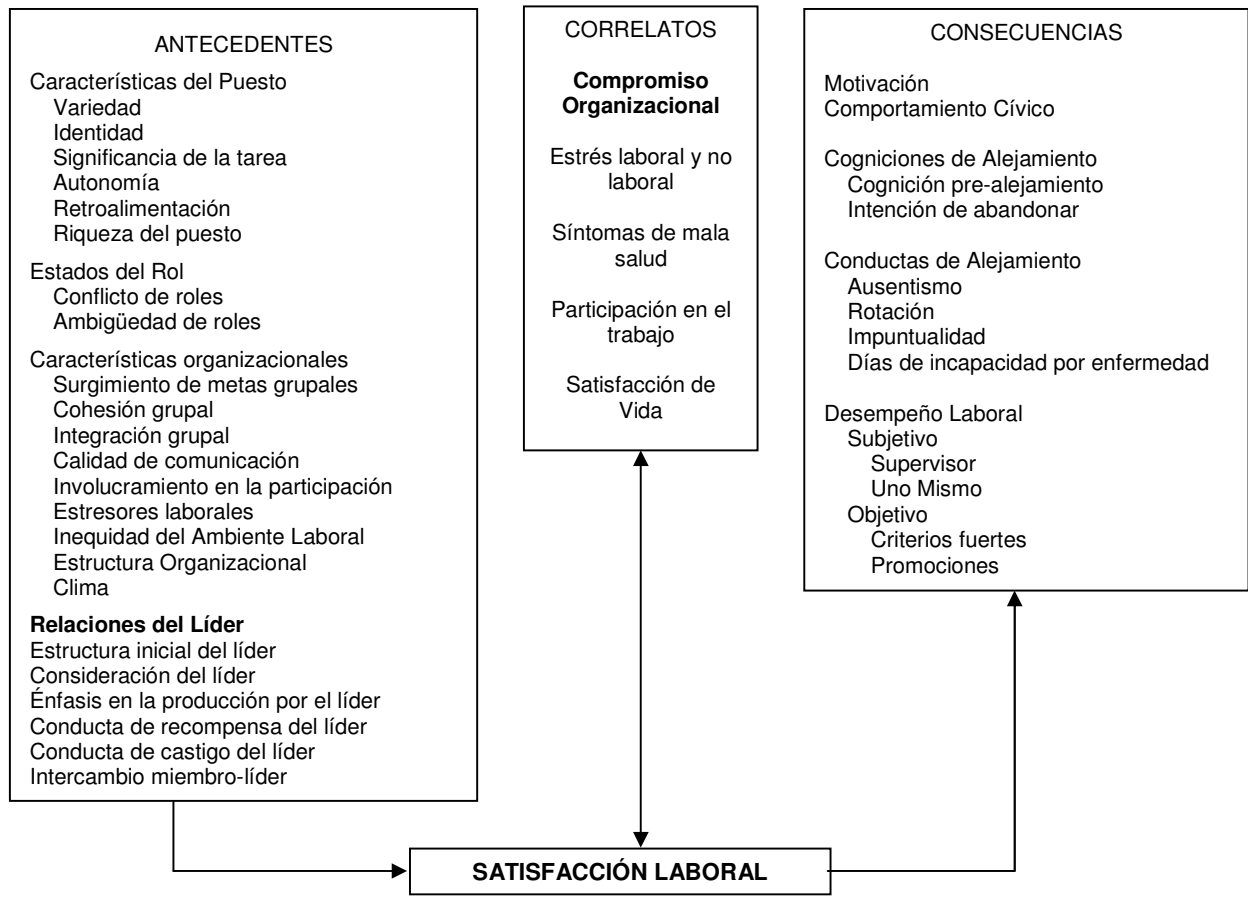 ANTECEDENTES
Características del Puesto
Variedad
Identidad
Significancia de la tarea
Autonomía
Retroalimentación
Riqueza del puesto
Estados del Rol
Conflicto de roles
Ambigüedad de roles
Características organizacionales
Surgimiento de metas grupales
Cohesión grupal
Integración grupal
Calidad de comunicación
Involucramiento en la participación
Estresores laborales
Inequidad del Ambiente Laboral
Estructura Organizacional
Clima
Relaciones del Líder
Estructura inicial del líder
Consideración del líder
Énfasis en la producción por el líder
Conducta de recompensa del líder
Conducta de castigo del líder
Intercambio miembro-líder
CORRELATOS
Compromiso
Organizacional
Estrés laboral y no
laboral
Síntomas de mala
salud
Participación en el
trabajo
Satisfacción de
Vida
CONSECUENCIAS
Motivación
Comportamiento Cívico
Cogniciones de Alejamiento
Cognición pre-alejamiento
Intención de abandonar
Conductas de Alejamiento
Ausentismo
Rotación
Impuntualidad
Días de incapacidad por enfermedad
Desempeño Laboral
Subjetivo
Supervisor
Uno Mismo
Objetivo
Criterios fuertes
Promociones
SATISFACCIÓN LABORAL